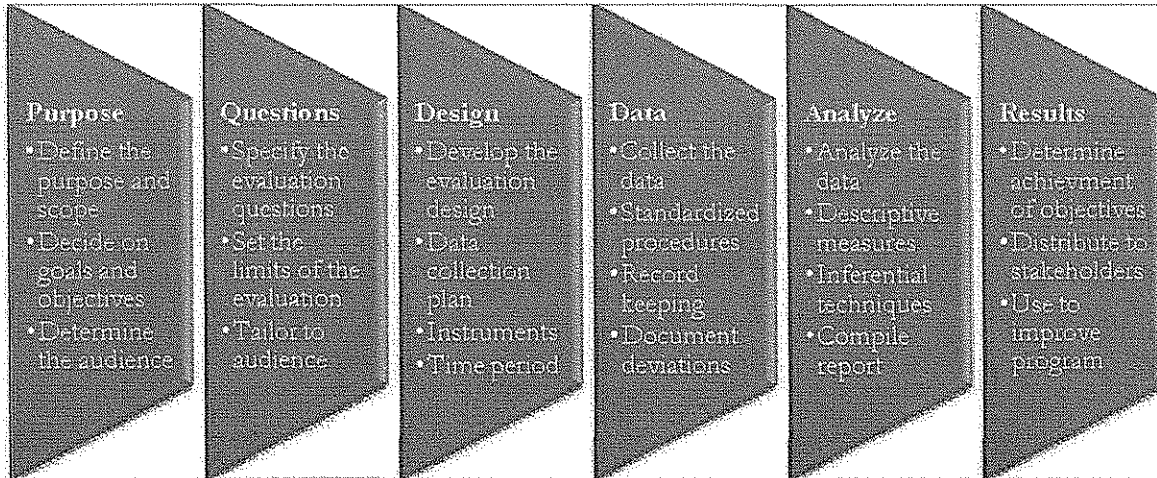 Purpose
•Define the
purpose and
scope
•Decide on
goals and
objectives
•Determine
the audience
Questions
•Specify the
evaluation
questions
•Set the
limits of the
evaluation
•Tailor to
audience
Design
•Develop the
evaluation
design
•Data
collection
plan
•Instruments
•Time period
Data
•Collect the
data
•Standardized
procedures
•Record
keeping
•Document
deviations
Analyze
•Analyze the
data
•Descriptive
measures
•Inferential
techniques
•Compile
report
Results
•Determine
achievment
of objectives
•Distribute to
stakeholders
•Use to
improve
program